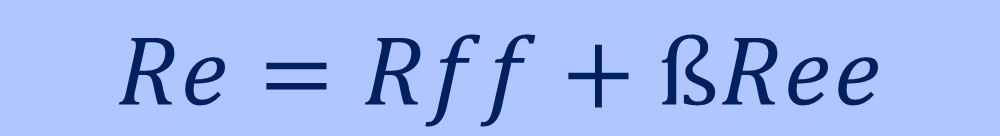 Re = Rff + ßRee